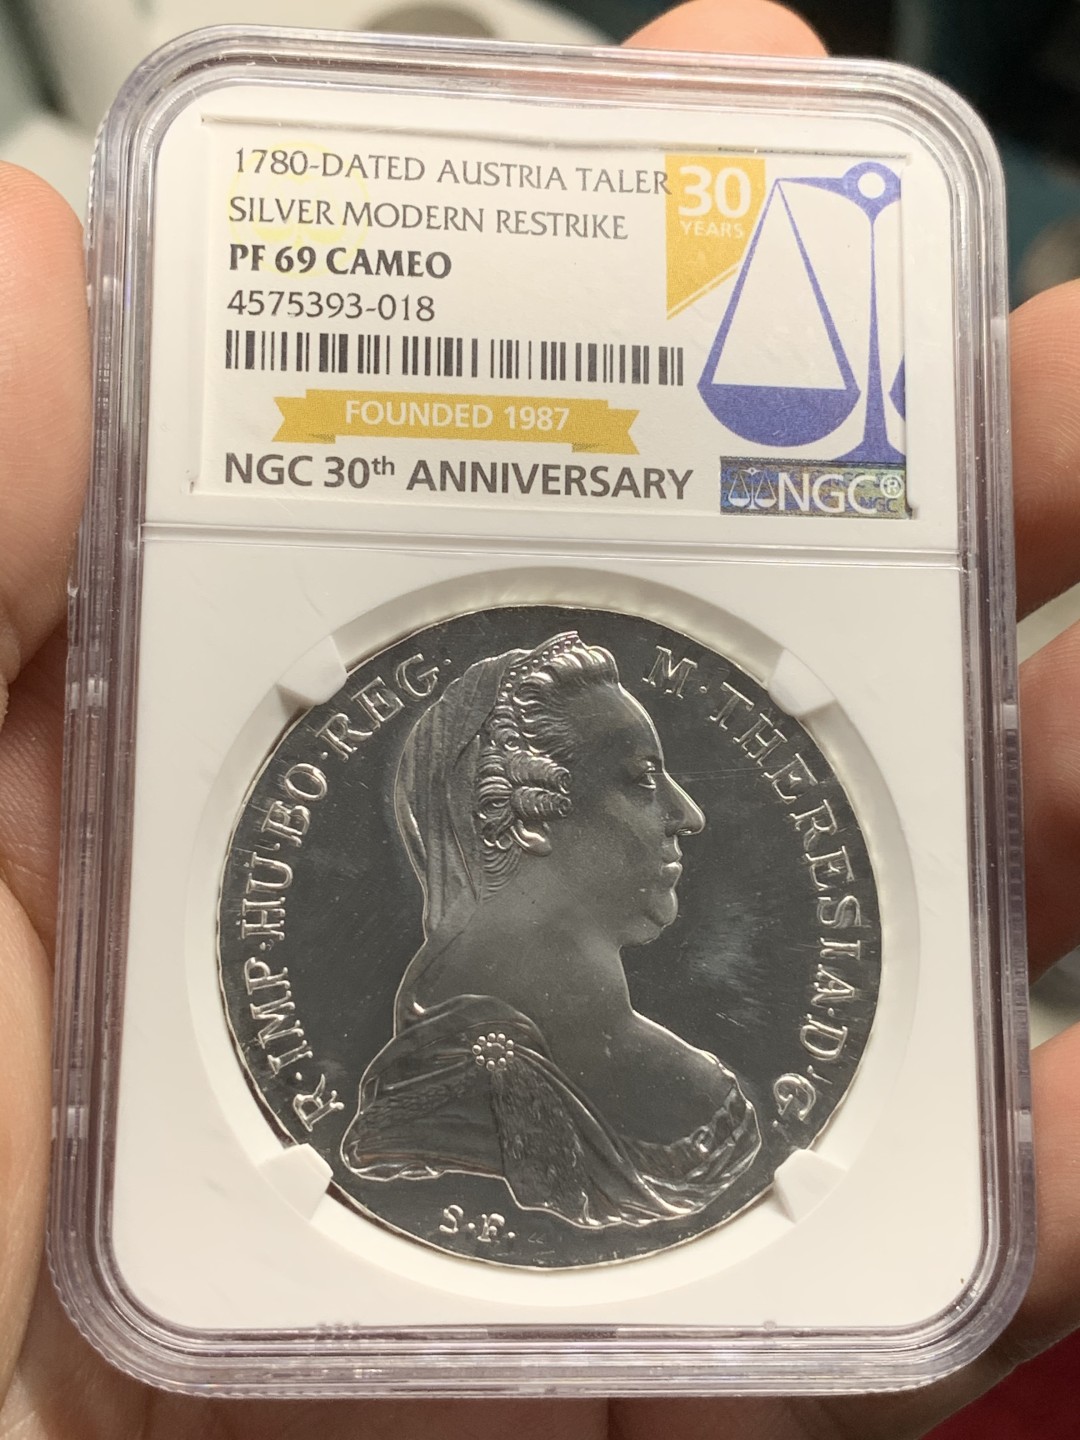 1780-DATED AUSTRIA TALER
SILVER MODERN RESTRIKE
PF 69 CAMEO
4575393-018
30
YEARS
FOUNDED 1987
NGC 30th ANNIVERSARY
NGC®
NGC
R·IMP·HU·BO·REG·
M·THERESIA·D·G·
S·F·